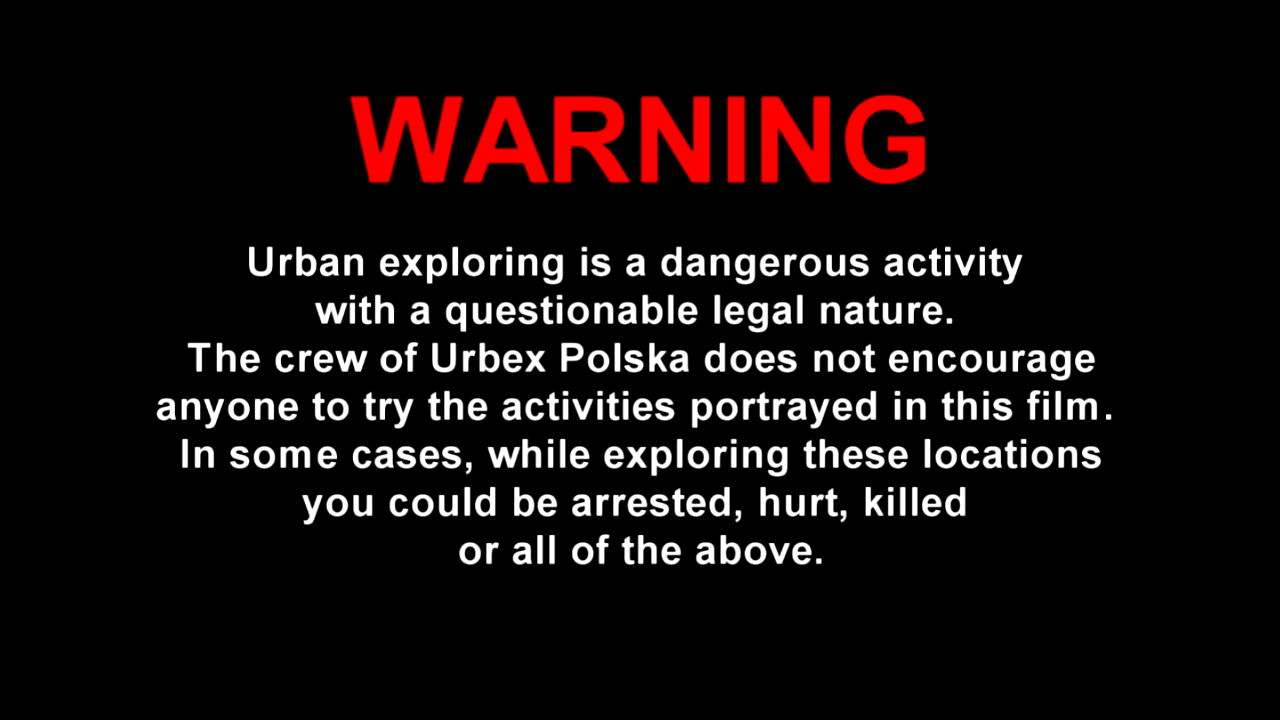 WARNING
Urban exploring is a dangerous activity
with a questionable legal nature.
The crew of Urbex Polska does not encourage
anyone to try the activities portrayed in this film.
In some cases, while exploring these locations
you could be arrested, hurt, killed
or all of the above.